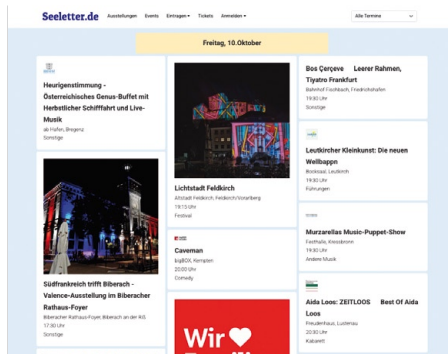 Seeletter.de
Ausstellungen Events Eintragen Tickets Anmelden
Alle Termine
Freitag, 10.Oktober
Heurigenstimmung -
Österreichisches Genus-Buffet mit
Herbstlicher Schifffahrt und Live-
Musik
ab Hafen, Bregenz
Sonstige
Südfrankreich trifft Biberach -
Valence-Ausstellung im Biberacher
Rathaus-Foyer
Biberacher Rathaus-Foyer, Biberach an der Riß
17:30 Uhr
Sonstige
Lichtstadt Feldkirch
Altstadt Feldkirch, Feldkirch/Vorarlberg
19:15 Uhr
Festival
Caveman
bigBOX, Kempten
20:00 Uhr
Comedy
Wir
Boş Çerçeve Leerer Rahmen,
Tiyatro Frankfurt
Bahnhof Fischbach, Friedrichshafen
19:30 Uhr
Sonstige
Leutkircher Kleinkunst: Die neuen
Wellbappn
Bocksaal, Leutkirch
19:30 Uhr
Führungen
Murzarellas Music-Puppet-Show
Festhalle, Kressbronn
19:30 Uhr
Andere Musik
Aida Loos: ZEITLOOS Best Of Aida
Loos
Freudenhaus, Lustenau
20:30 Uhr
Kabarett